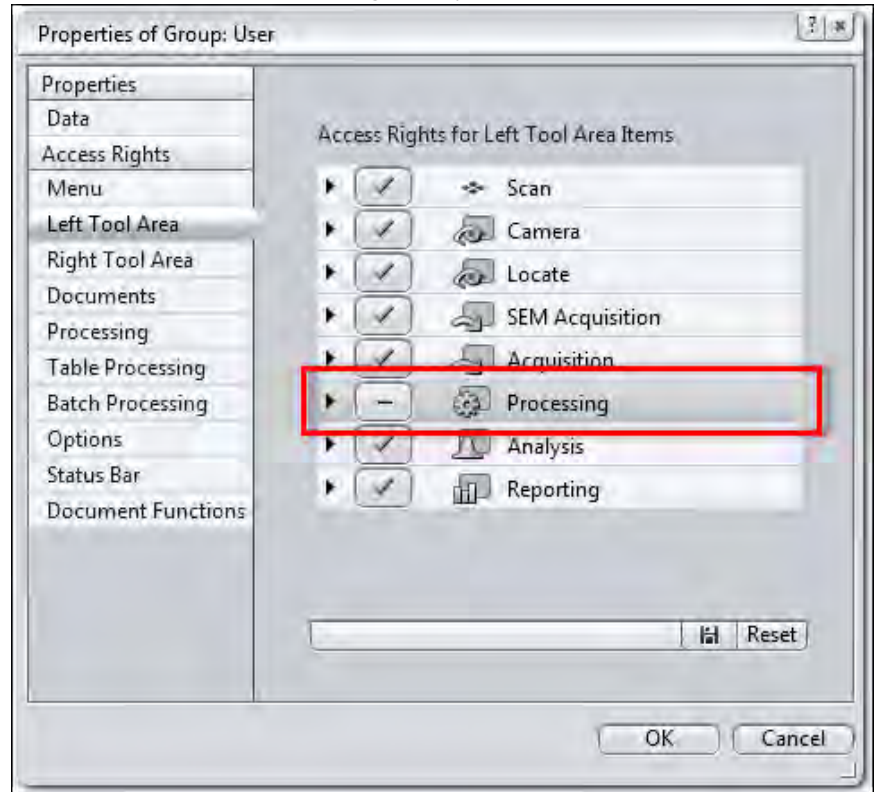 Properties of Group: User
Properties
Data
Access Rights
Menu
Left Tool Area
Right Tool Area
Documents
Processing
Table Processing
Batch Processing
Options
Status Bar
Document Functions
Access Rights for Left Tool Area Items
Scan
Camera
Locate
SEM Acquisition
Acquisition
Processing
Analysis
Reporting
Reset
OK Cancel